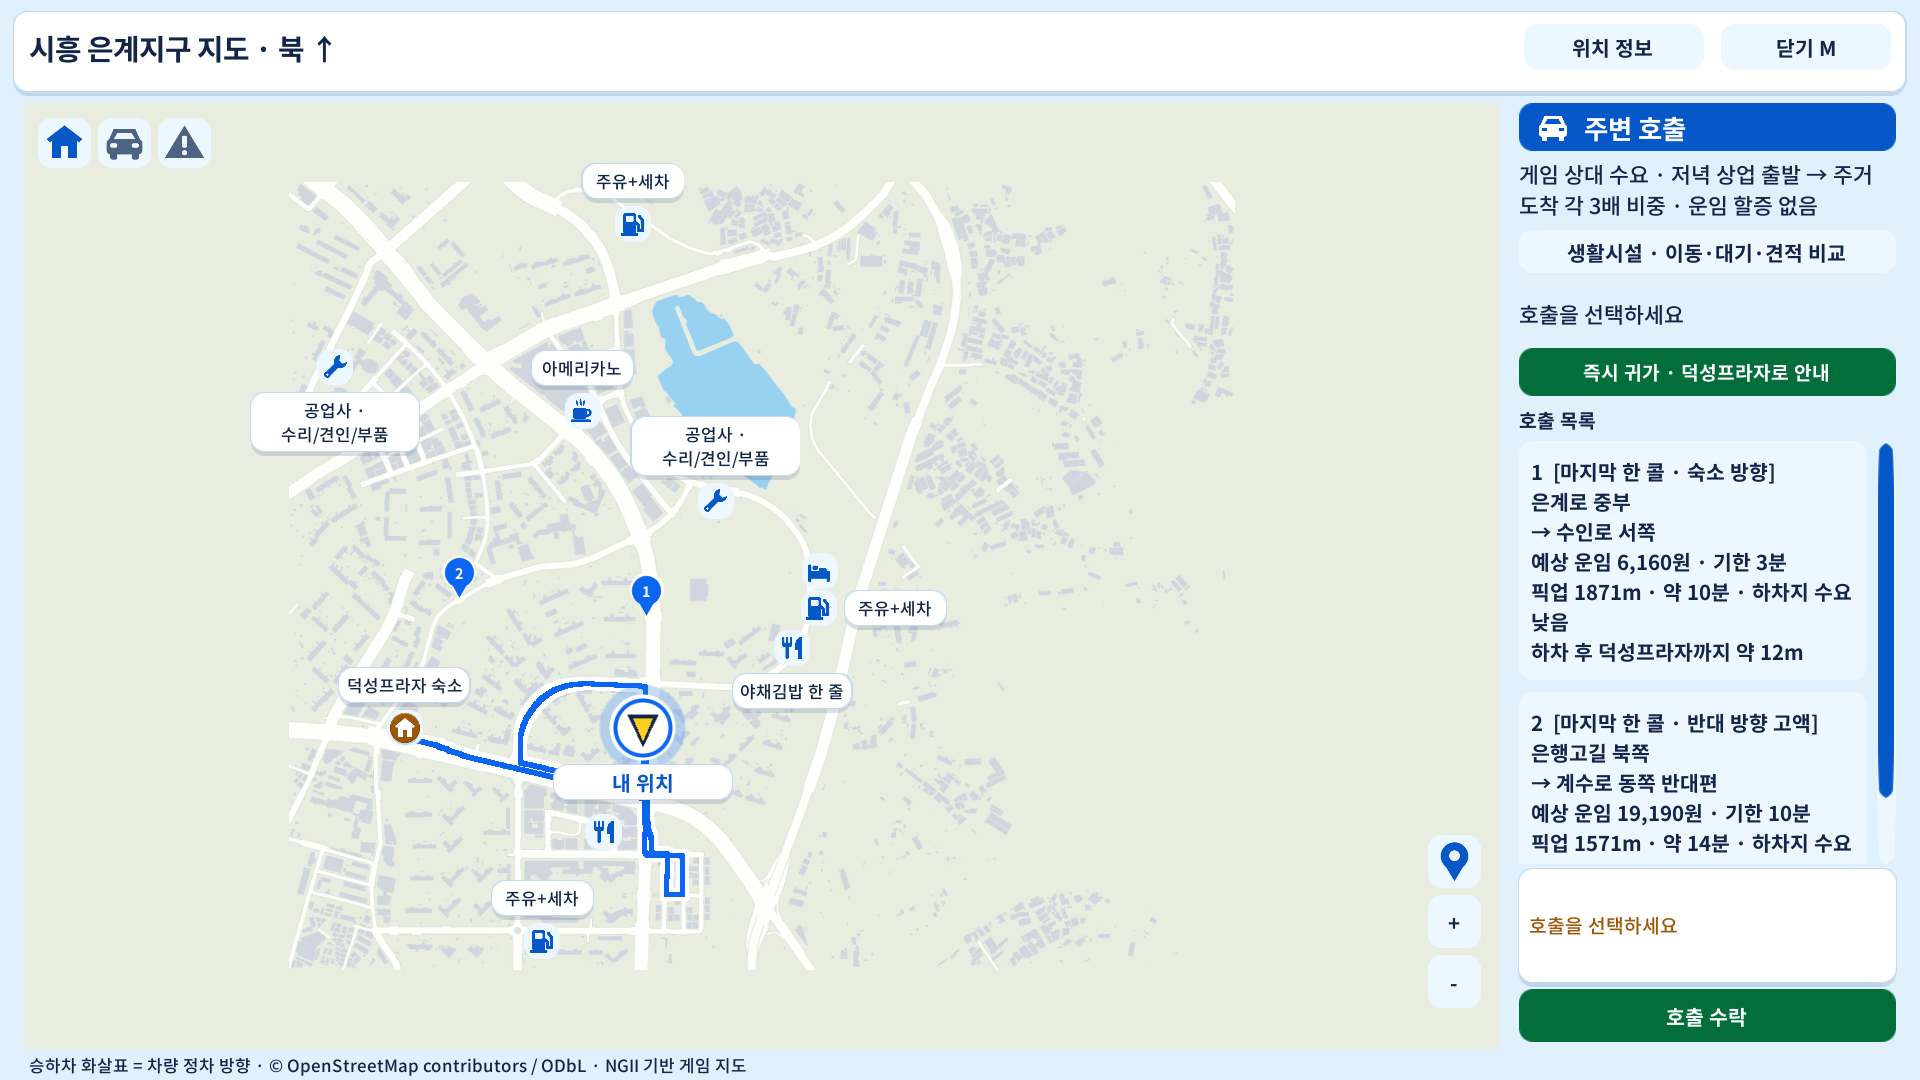 시흥 은계지구 지도 · 북 ↑
위치 정보
닫기 M
주유+세차
아메리카노
공업사 ·
수리/견인/부품
공업사 ·
수리/견인/부품
2
1
주유+세차
덕성프라자 숙소
야채김밥 한 줄
내 위치
주유+세차
+
-
주변 호출
게임 상대 수요 · 저녁 상업 출발 → 주거
도착 각 3배 비중 · 운임 할증 없음
생활시설 · 이동·대기·견적 비교
호출을 선택하세요
즉시 귀가 · 덕성프라자로 안내
호출 목록
1 [마지막 한 콜 · 숙소 방향]
은계로 중부
→ 수인로 서쪽
예상 운임 6,160원 · 기한 3분
픽업 1871m · 약 10분 · 하차지 수요
낮음
하차 후 덕성프라자까지 약 12m
2 [마지막 한 콜 · 반대 방향 고액]
은행고길 북쪽
→ 계수로 동쪽 반대편
예상 운임 19,190원 · 기한 10분
픽업 1571m · 약 14분 · 하차지 수요
호출을 선택하세요
호출 수락
승하차 화살표 = 차량 정차 방향 · © OpenStreetMap contributors / ODbL · NGII 기반 게임 지도